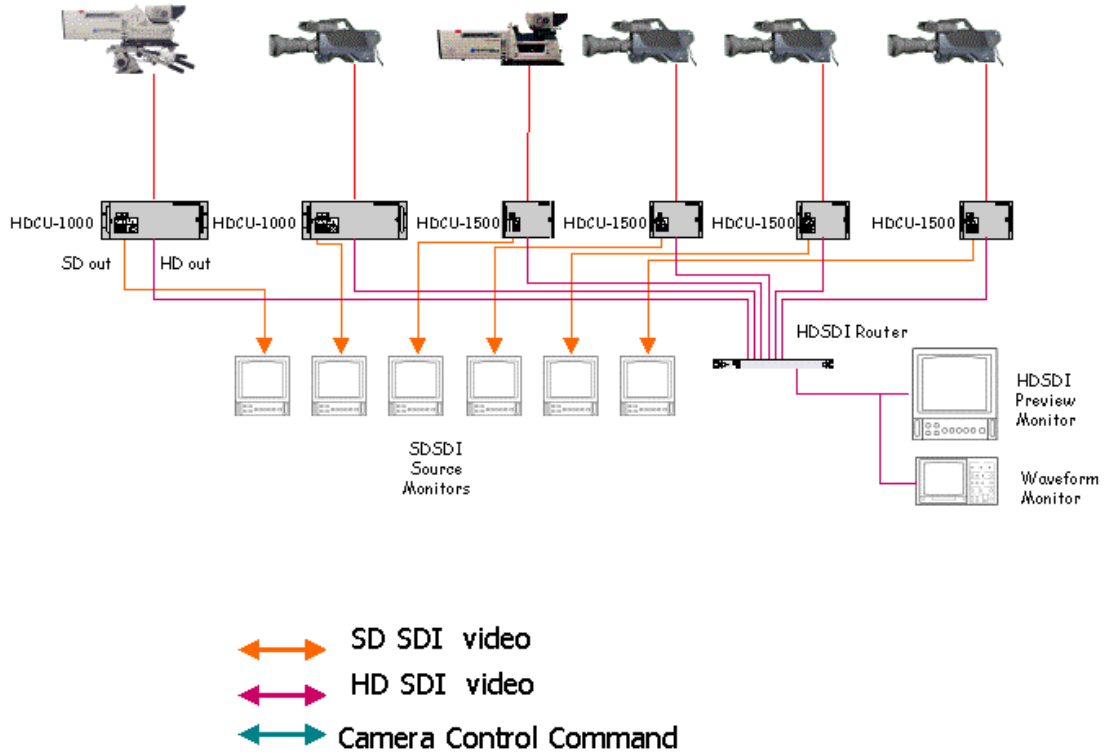 HDCU-1000
HDCU-1000
HDCU-1500
HDCU-1500
HDCU-1500
HDCU-1500
SD out
HD out
HDSDI Router
HDSDI
Preview
Monitor
SDSDI
Source
Monitors
Waveform
Monitor
SD SDI video
HD SDI video
Camera Control Command